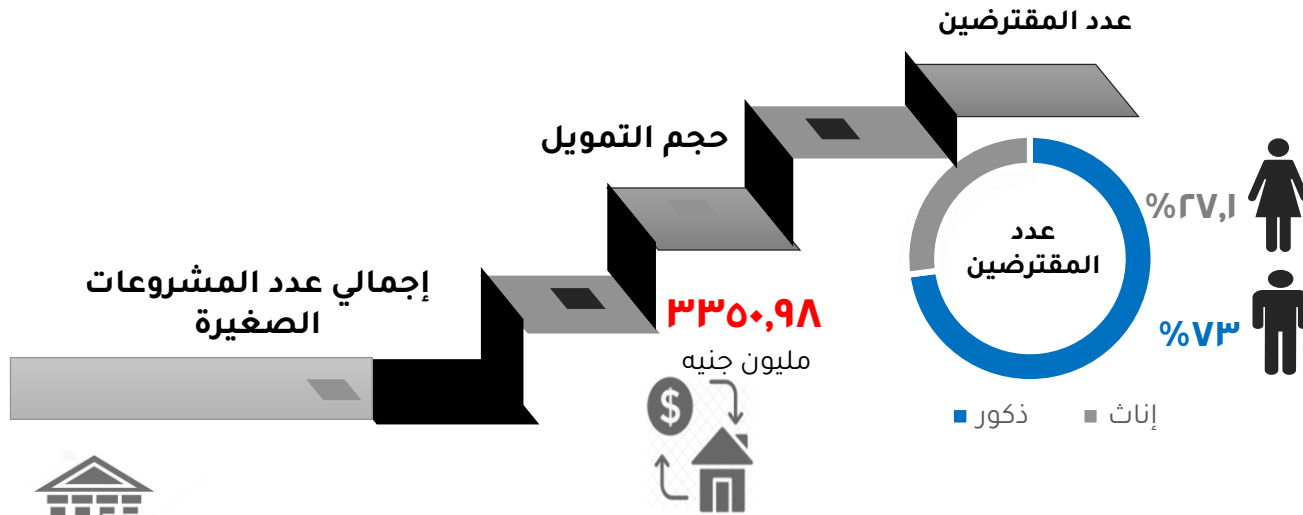 عدد المقترضين
حجم التمويل
إجمالي عدد المشروعات
الصغيرة
٣٣٥٠,٩٨
مليون جنيه
عدد
المقترضين
%٢٧,١
%٧٣
ذكور
إناث